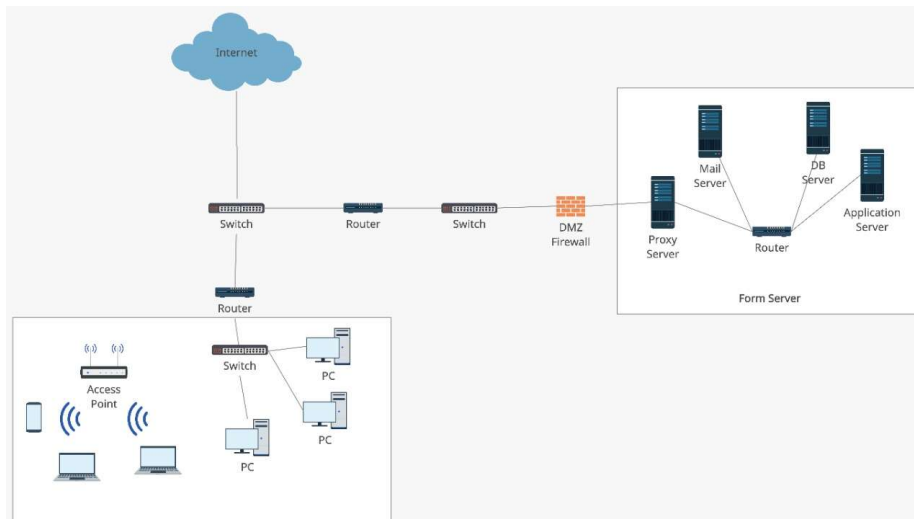 Internet
Switch
Router
Switch
DMZ
Firewall
Mail
Server
DB
Server
Application
Server
Proxy
Server
Router
Form Server
Router
Switch
Access
Point
PC
PC
PC